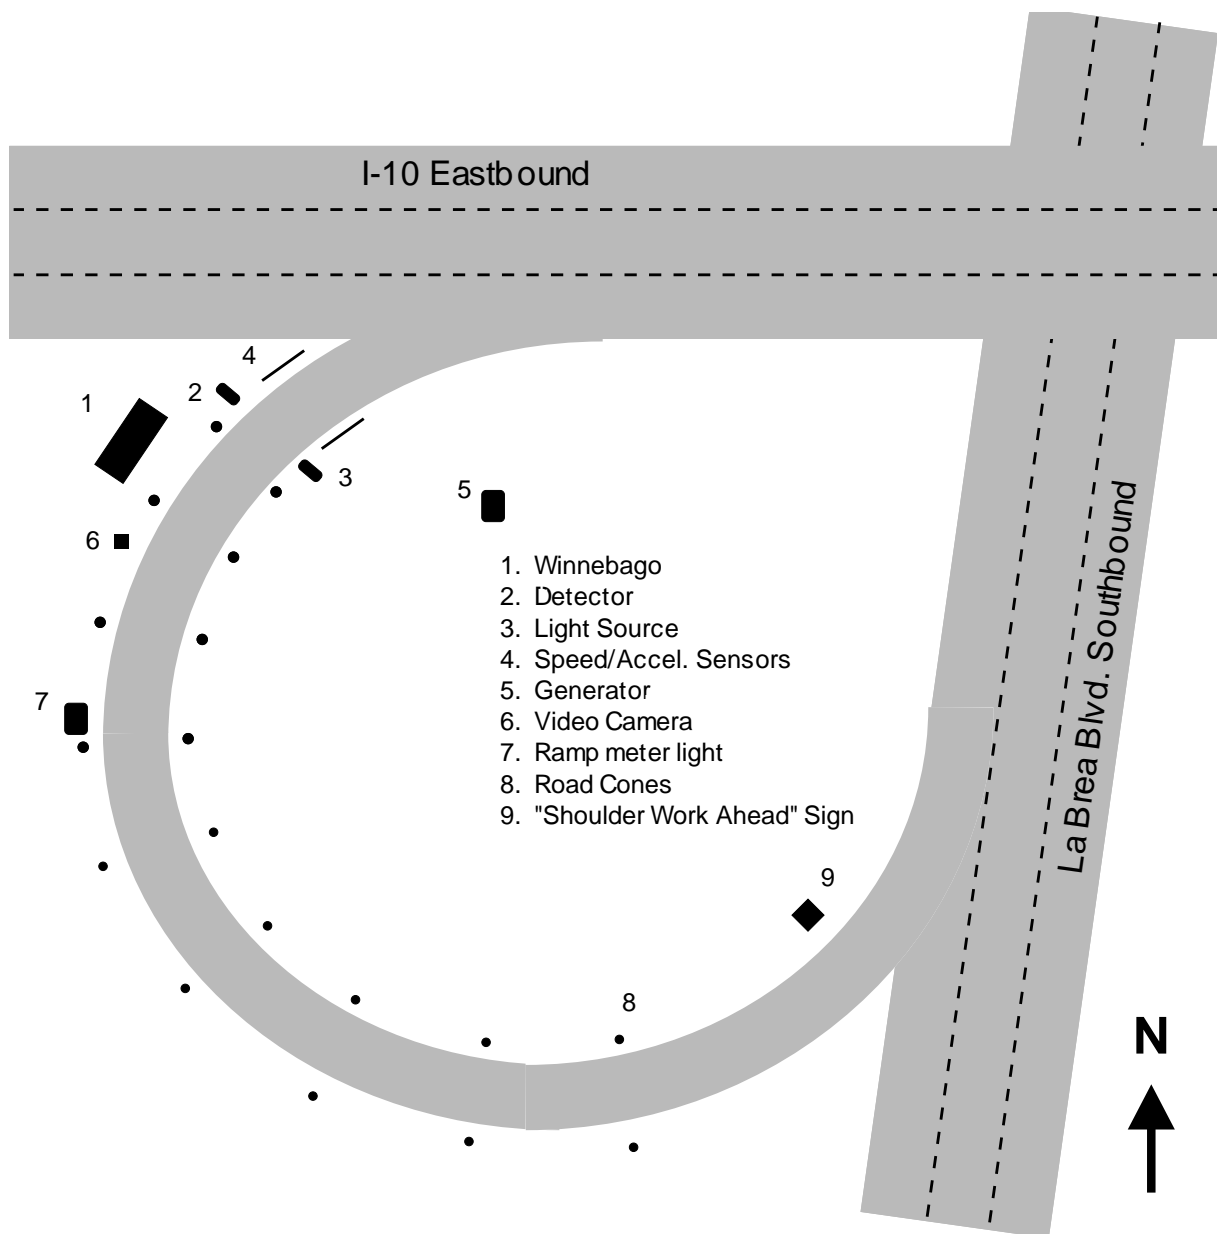 I-10 Eastbound
4
2
1
3
5
6
1. Winnebago
2. Detector
3. Light Source
4. Speed/Accel. Sensors
5. Generator
6. Video Camera
7. Ramp meter light
8. Road Cones
9. "Shoulder Work Ahead" Sign
La Brea Blvd. Southbound
7
9
8
N